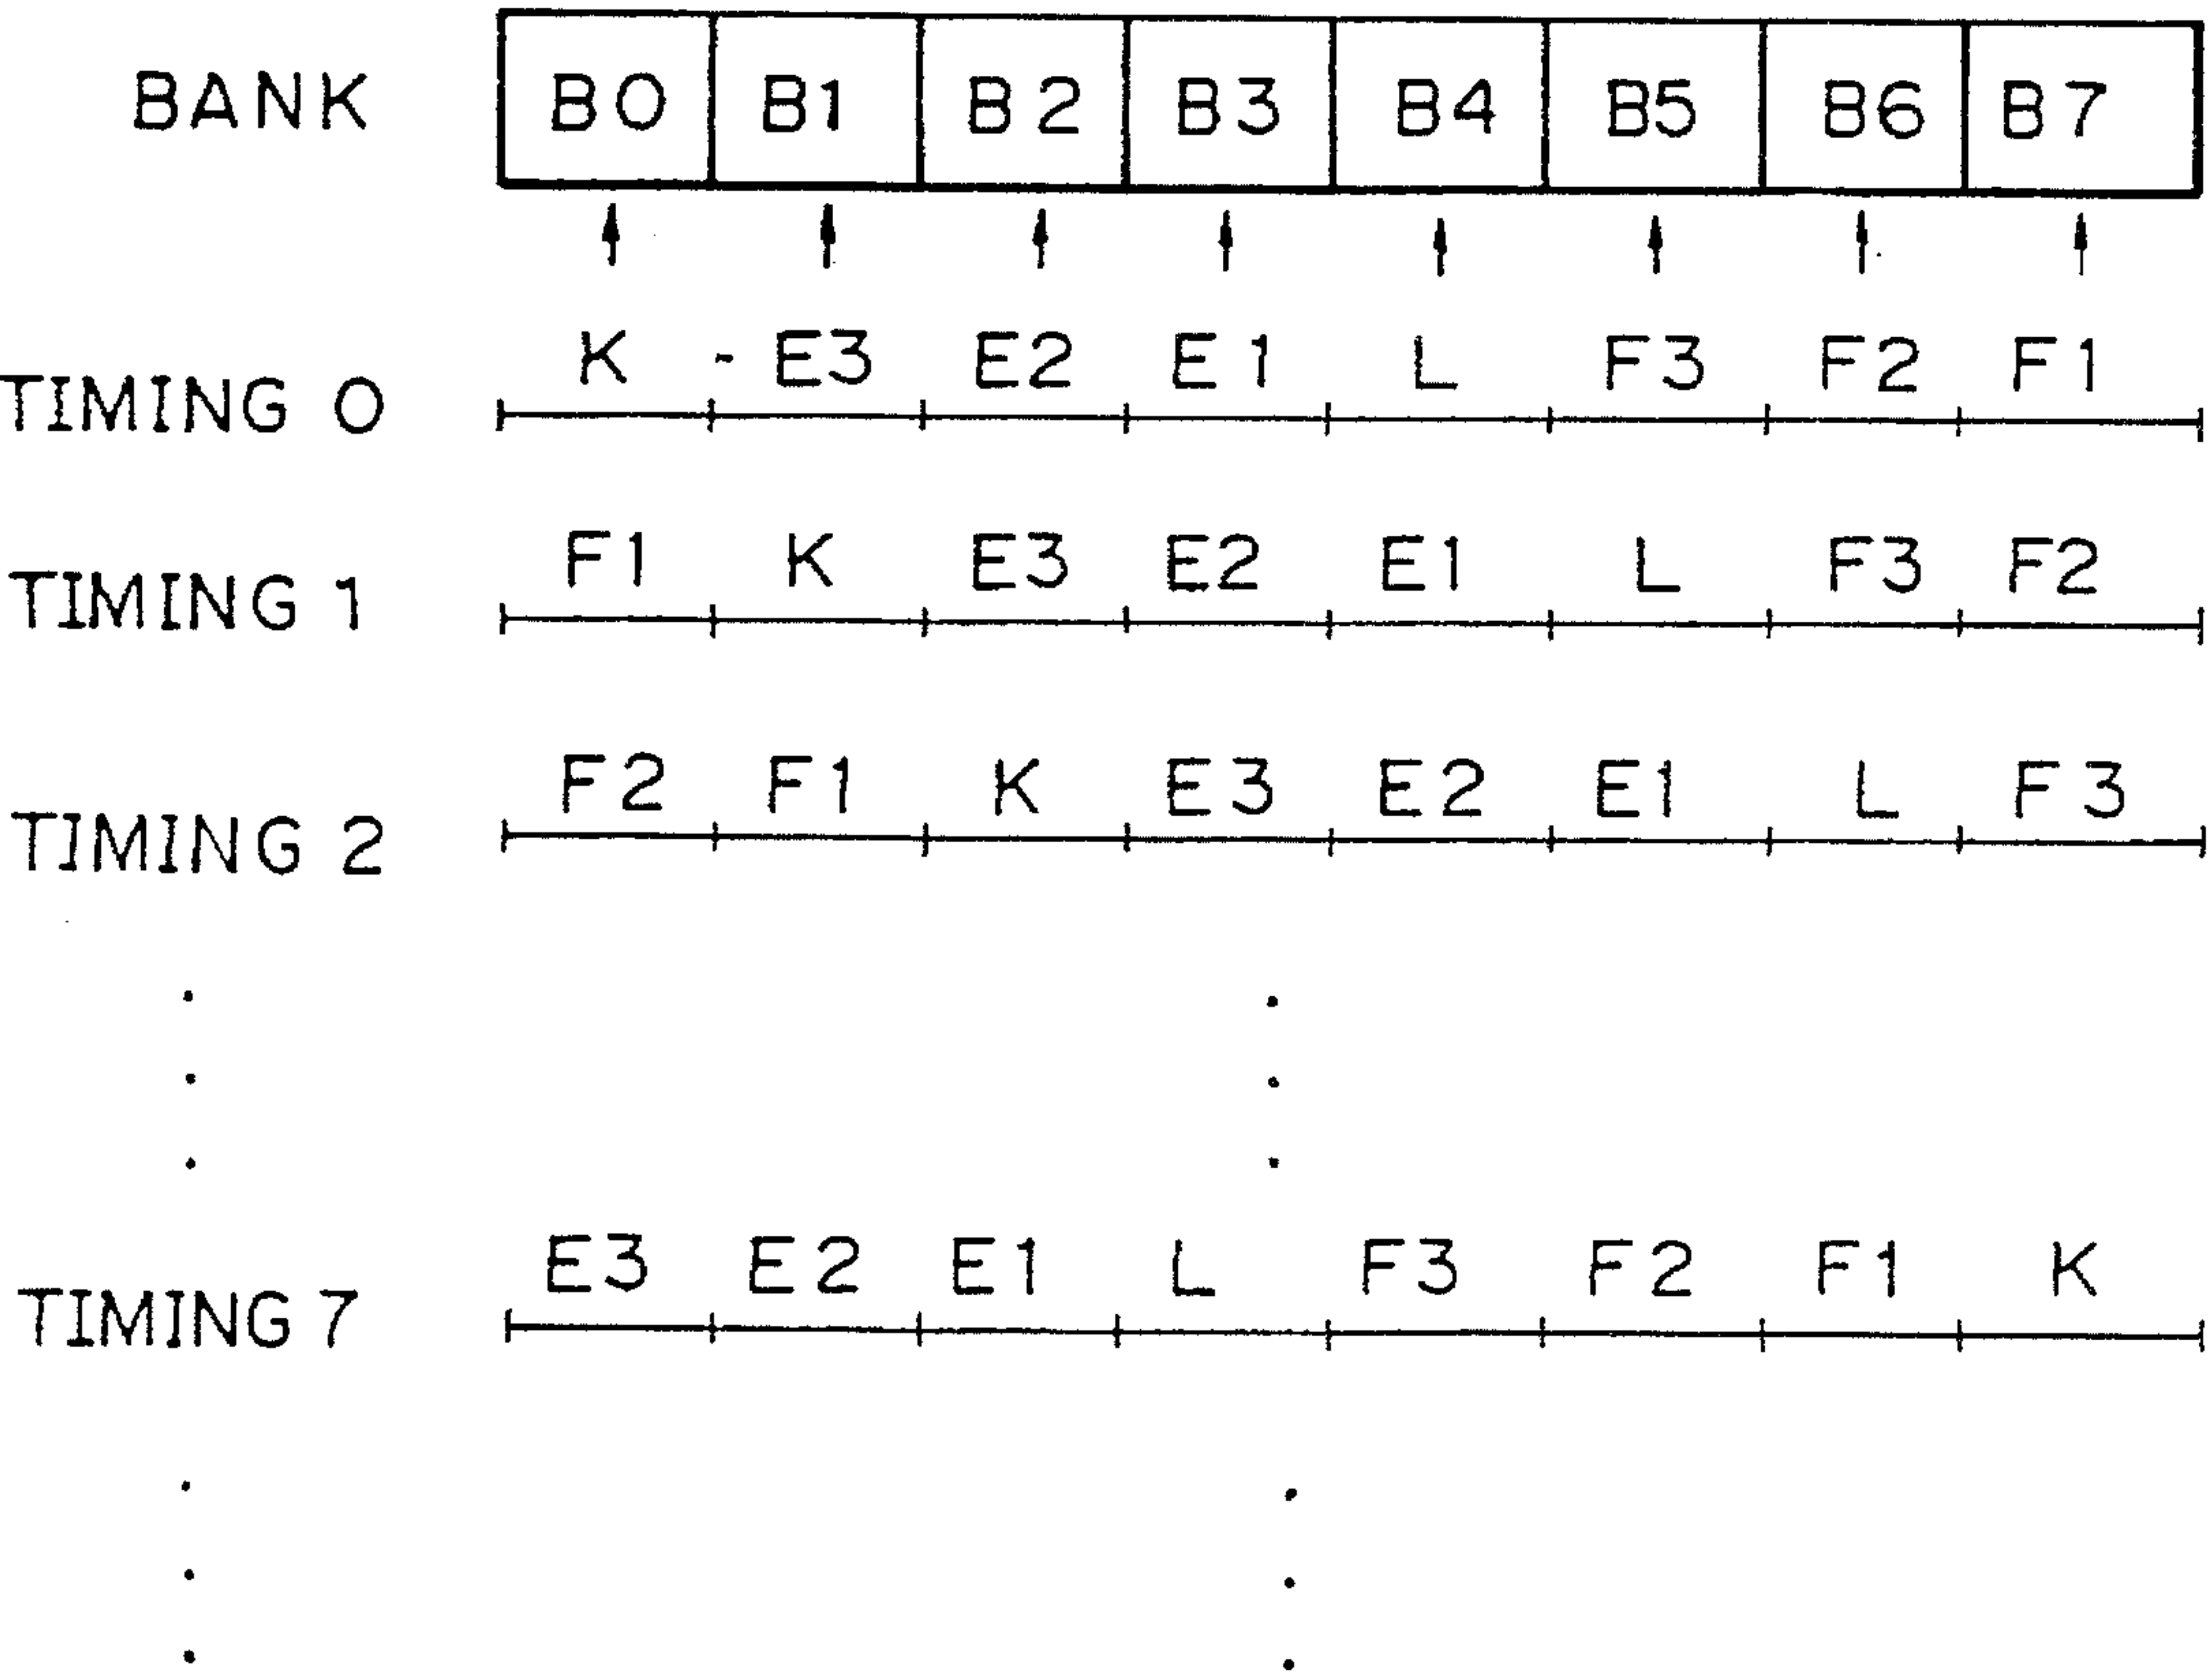 BANK B0 B1 B2 B3 B4 B5 B6 B7
TIMING 0 K - E3 E2 E1 L F3 F2 F1
TIMING 1 F1 K E3 E2 E1 L F3 F2
TIMING 2 F2 F1 K E3 E2 E1 L F3
TIMING 7 E3 E2 E1 L F3 F2 F1 K